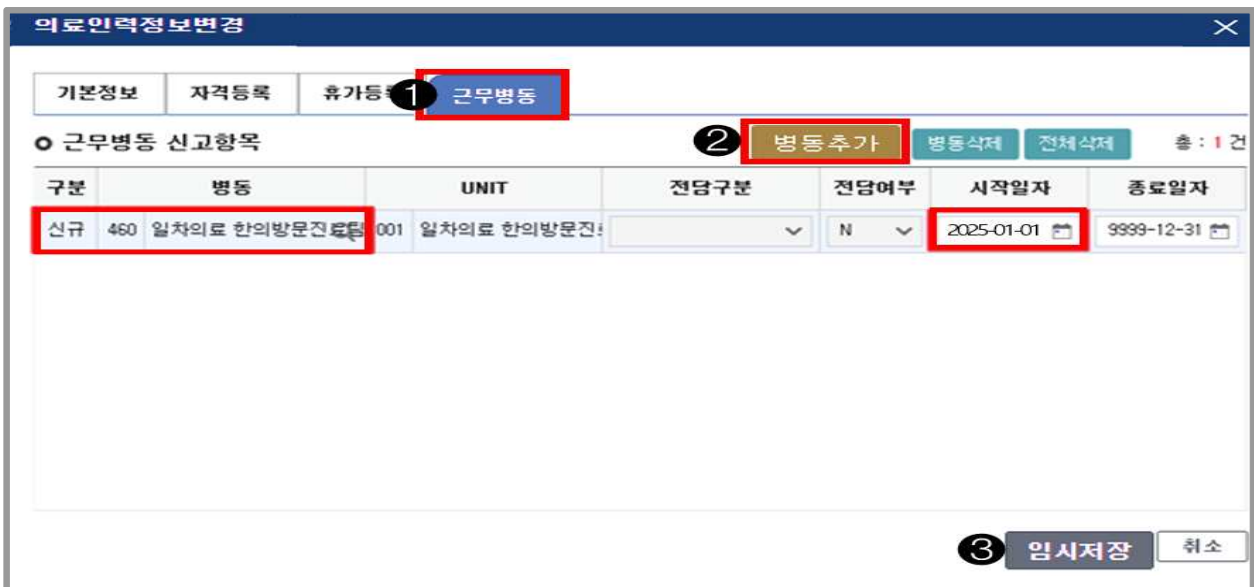 의료인력정보변경
기본정보 자격등록 휴가등 1 근무병동
근무병동 신고항목 2 병동추가 병동삭제 전체삭제 총 : 1 건
구분 병동 UNIT 전담구분 전담여부 시작일자 종료일자
신규 460 일차의료 한의방문진료팀 001 일차의료 한의방문진 N 2025-01-01 9999-12-31
3 임시저장 취소